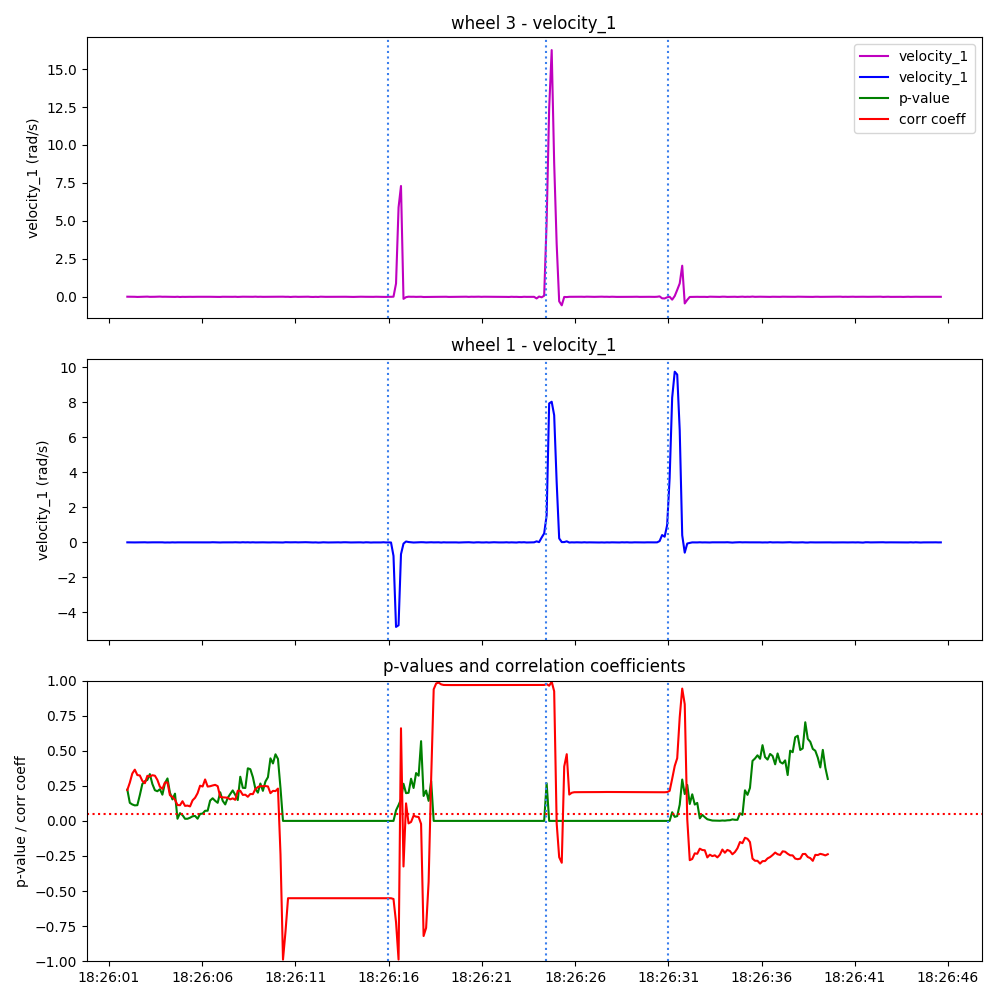 wheel 3 - velocity_1
velocity_1 (rad/s)
15.0
12.5
10.0
7.5
5.0
2.5
0.0
velocity_1
velocity_1
p-value
corr coeff
wheel 1 - velocity_1
velocity_1 (rad/s)
10
8
6
4
2
0
−2
−4
p-values and correlation coefficients
p-value / corr coeff
1.00
0.75
0.50
0.25
0.00
−0.25
−0.50
−0.75
−1.00
18:26:01 18:26:06 18:26:11 18:26:16 18:26:21 18:26:26 18:26:31 18:26:36 18:26:41 18:26:46